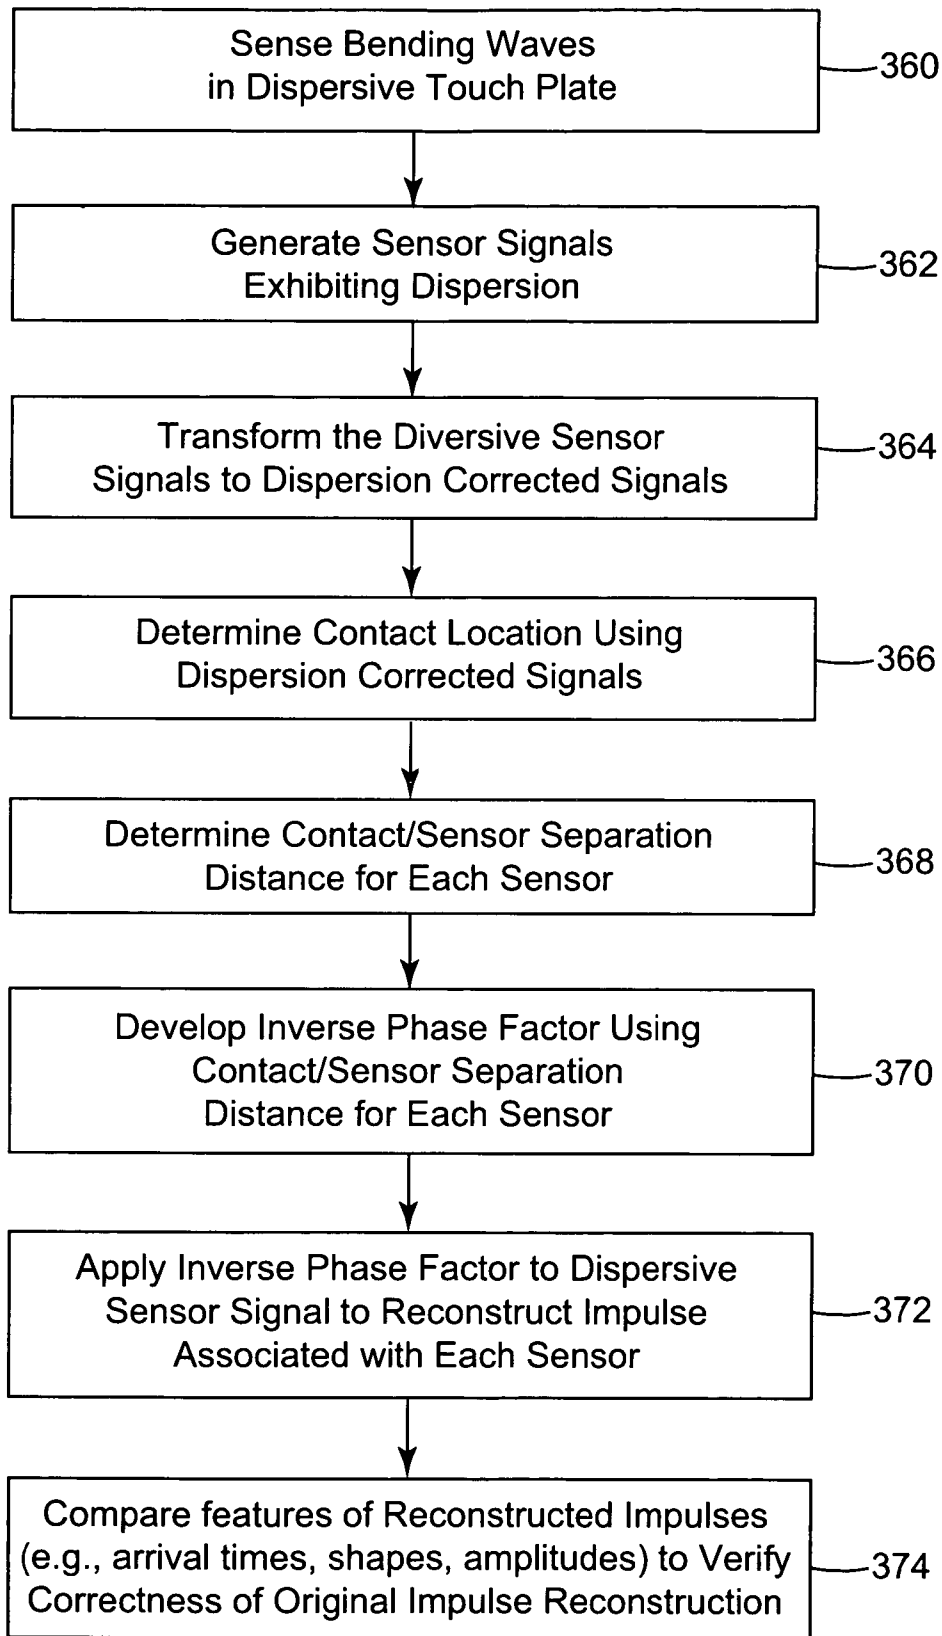 Sense Bending Waves
in Dispersive Touch Plate
360
Generate Sensor Signals
Exhibiting Dispersion
362
Transform the Diversive Sensor
Signals to Dispersion Corrected Signals
364
Determine Contact Location Using
Dispersion Corrected Signals
366
Determine Contact/Sensor Separation
Distance for Each Sensor
368
Develop Inverse Phase Factor Using
Contact/Sensor Separation
Distance for Each Sensor
370
Apply Inverse Phase Factor to Dispersive
Sensor Signal to Reconstruct Impulse
Associated with Each Sensor
372
Compare features of Reconstructed Impulses
(e.g., arrival times, shapes, amplitudes) to Verify
Correctness of Original Impulse Reconstruction
374